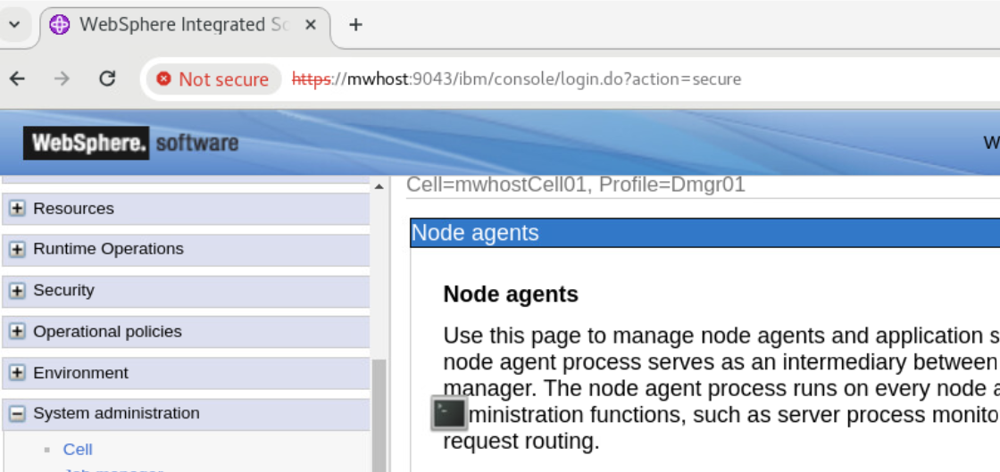 WebSphere Integrated So
Not secure https://mwhost:9043/ibm/console/login.do?action=secure
WebSphere. software
W
Cell=mwhostCell01, Profile=Dmgr01
Resources
Runtime Operations
Security
Operational policies
Environment
System administration
Cell
Node agents
Node agents
Use this page to manage node agents and application s
node agent process serves as an intermediary between
manager. The node agent process runs on every node a
ministration functions, such as server process monito
request routing.